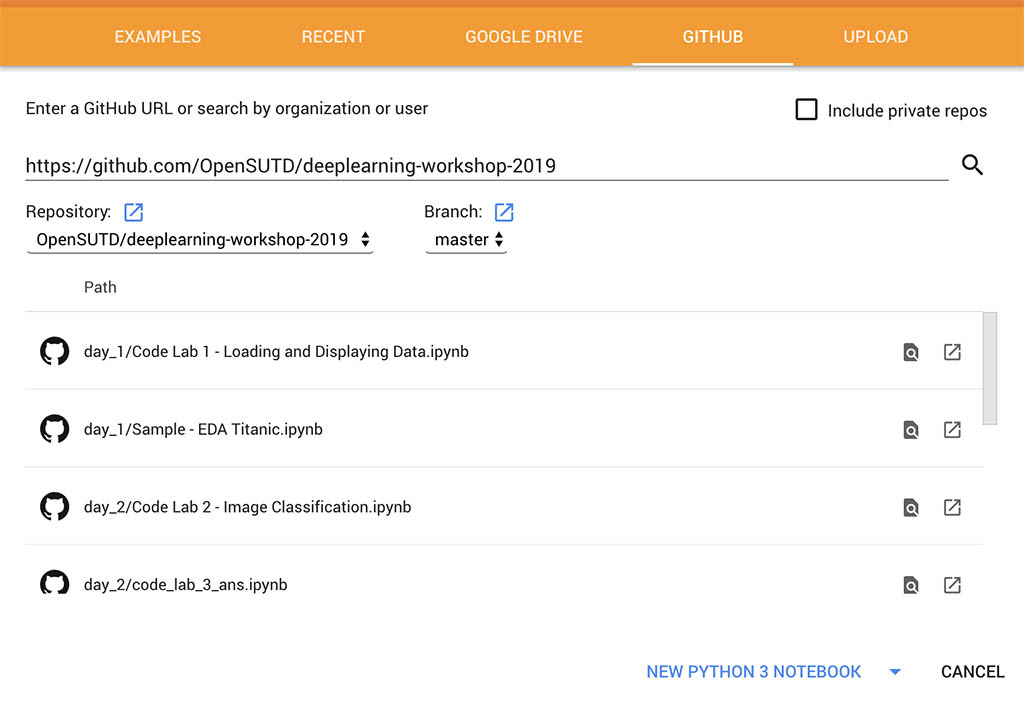 EXAMPLES RECENT GOOGLE DRIVE GITHUB UPLOAD
Enter a GitHub URL or search by organization or user
Include private repos
https://github.com/OpenSUTD/deeplearning-workshop-2019
Repository: Branch:
OpenSUTD/deeplearning-workshop-2019 master
Path
day_1/Code Lab 1 - Loading and Displaying Data.ipynb
day_1/Sample - EDA Titanic.ipynb
day_2/Code Lab 2 - Image Classification.ipynb
day_2/code_lab_3_ans.ipynb
NEW PYTHON 3 NOTEBOOK CANCEL